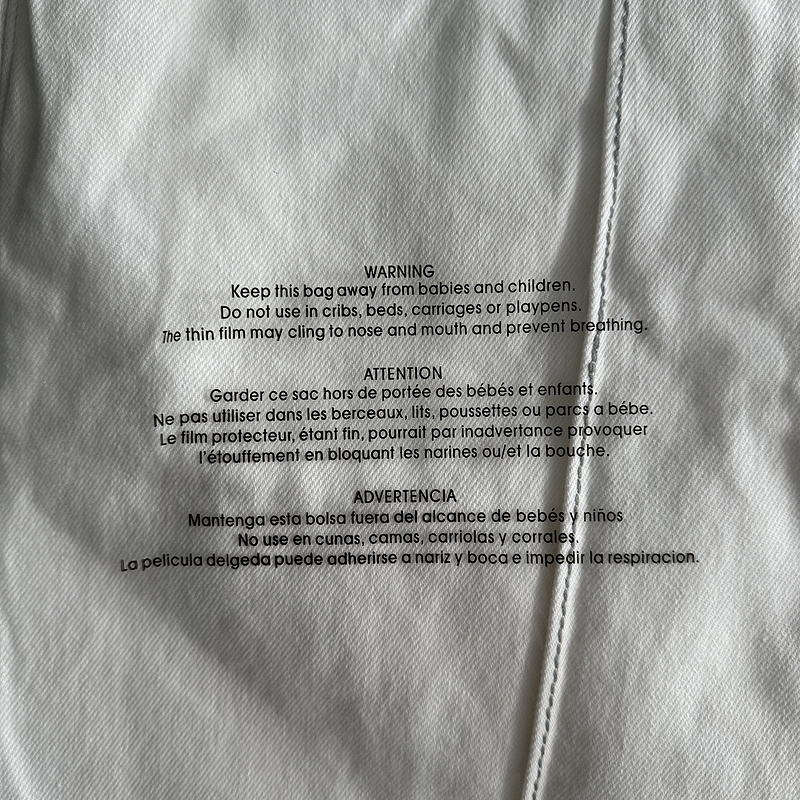 WARNING
Keep this bag away from babies and children.
Do not use in cribs, beds, carriages or playpens.
The thin film may cling to nose and mouth and prevent breathing.
ATTENTION
Garder ce sac hors de portée des bébés et enfants.
Ne pas utiliser dans les berceaux, lits, poussettes ou parcs a bébe.
Le film protecteur, étant fin, pourrait par inadvertance provoquer
l'étouffement en bloquant les narines ou/et la bouche.
ADVERTENCIA
Mantenga esta bolsa fuera del alcance de bebés y niños
No use en cunas, camas, carriolas y corrales.
La pelicula delgeda puede adherirse a nariz y boca e impedir la respiracion.